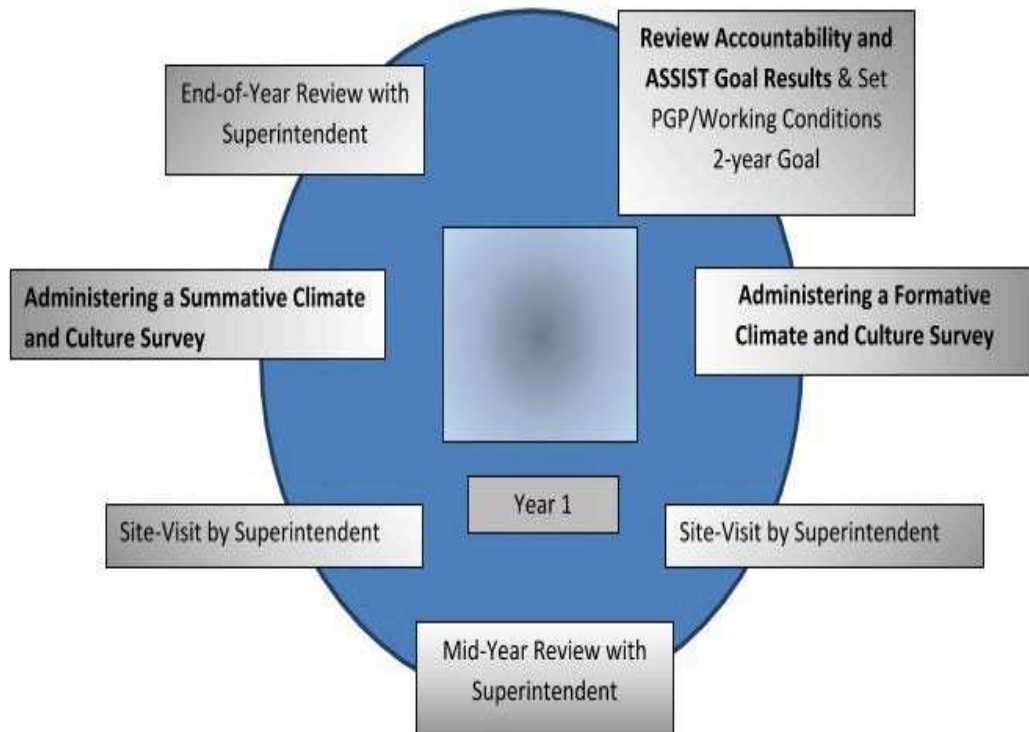 Review Accountability and
ASSIST Goal Results & Set
PGP/Working Conditions
2-year Goal
End-of-Year Review with
Superintendent
Administering a Summative Climate
and Culture Survey
Administering a Formative
Climate and Culture Survey
Year 1
Site-Visit by Superintendent
Site-Visit by Superintendent
Mid-Year Review with
Superintendent